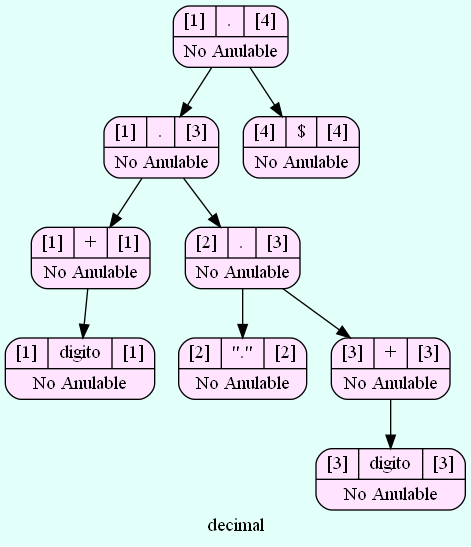 [1] . [4]
No Anulable
[1] . [3]
No Anulable
[4] $ [4]
No Anulable
[1] + [1]
No Anulable
[2] . [3]
No Anulable
[1] digito [1]
No Anulable
[2] "." [2]
No Anulable
[3] + [3]
No Anulable
[3] digito [3]
No Anulable
decimal